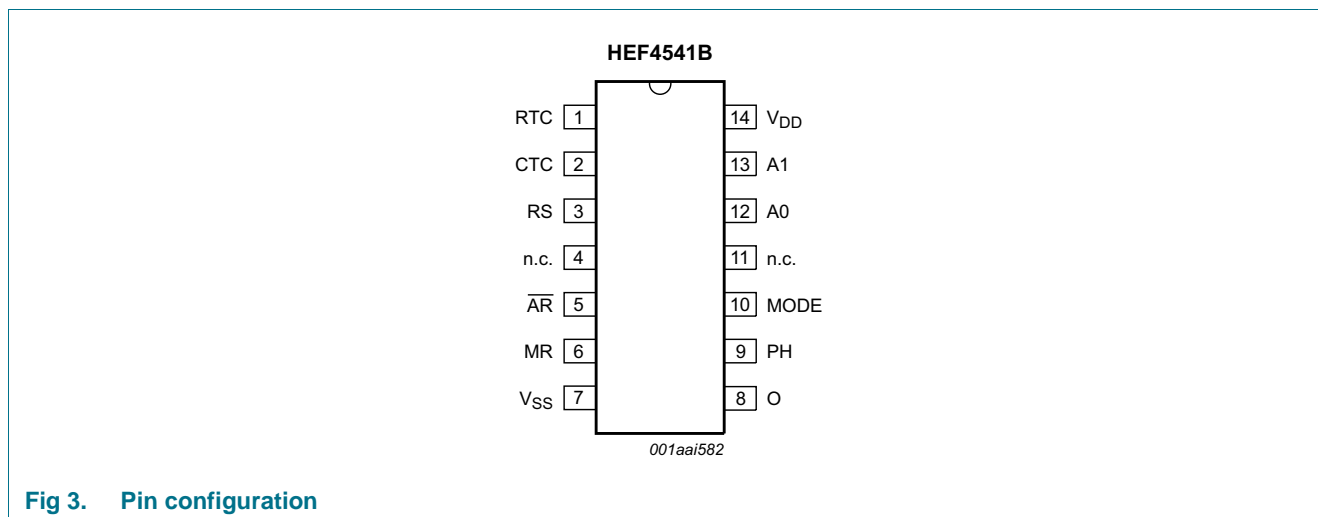 HEF4541B
RTC 1 14 VDD
CTC 2 13 A1
RS 3 12 A0
n.c. 4 11 n.c.
A̅R̅ 5 10 MODE
MR 6 9 PH
VSS 7 8 O
001aai582
Fig 3. Pin configuration